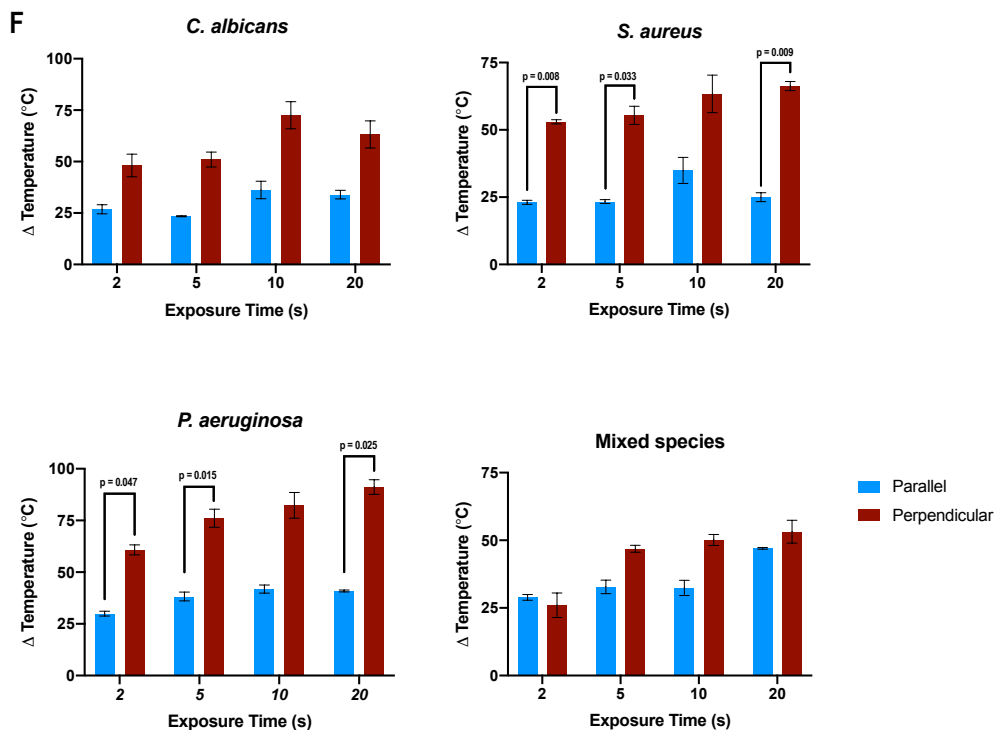 F
C. albicans
Δ Temperature (°C)
100
75
50
25
0
2 5 10 20
Exposure Time (s)
S. aureus
Δ Temperature (°C)
75
50
25
0
p = 0.008
p = 0.033
p = 0.009
2 5 10 20
Exposure Time (s)
P. aeruginosa
Δ Temperature (°C)
100
75
50
25
0
p = 0.047
p = 0.015
p = 0.025
2 5 10 20
Exposure Time (s)
Mixed species
Δ Temperature (°C)
75
50
25
0
2 5 10 20
Exposure Time (s)
Parallel
Perpendicular